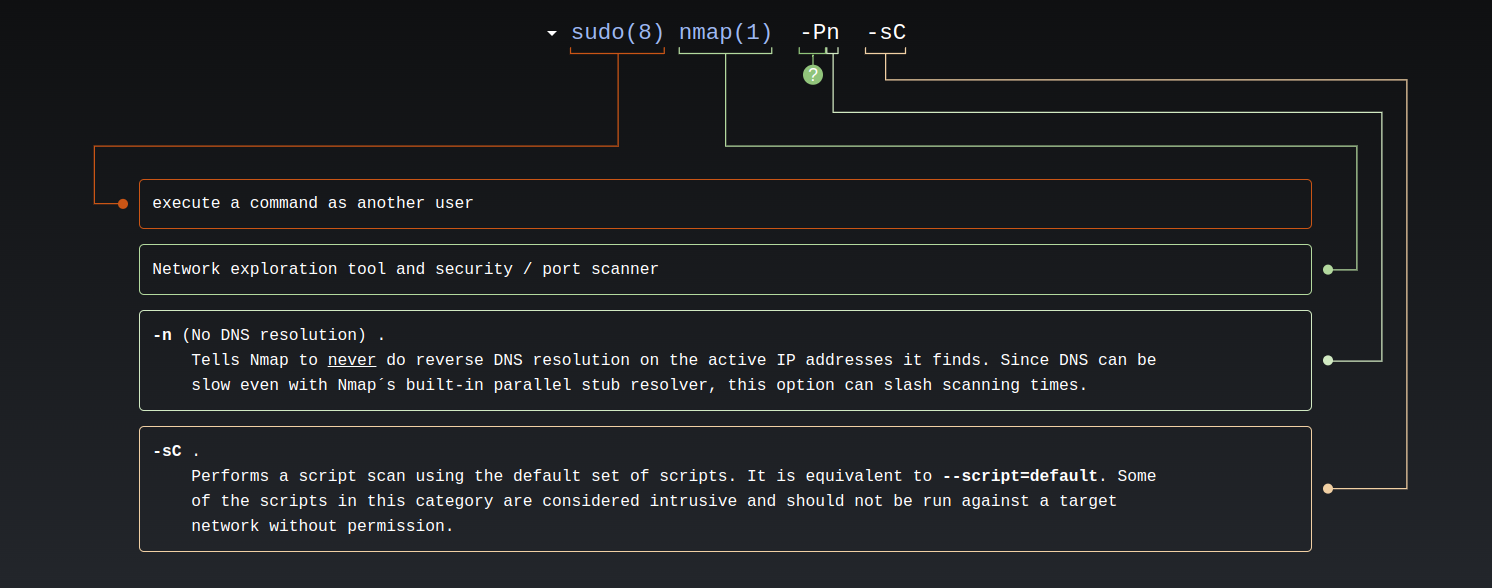 sudo(8) nmap(1) -Pn -sC
?
execute a command as another user
Network exploration tool and security / port scanner
-n (No DNS resolution) .
Tells Nmap to never do reverse DNS resolution on the active IP addresses it finds. Since DNS can be
slow even with Nmap´s built-in parallel stub resolver, this option can slash scanning times.
-sC .
Performs a script scan using the default set of scripts. It is equivalent to --script=default. Some
of the scripts in this category are considered intrusive and should not be run against a target
network without permission.